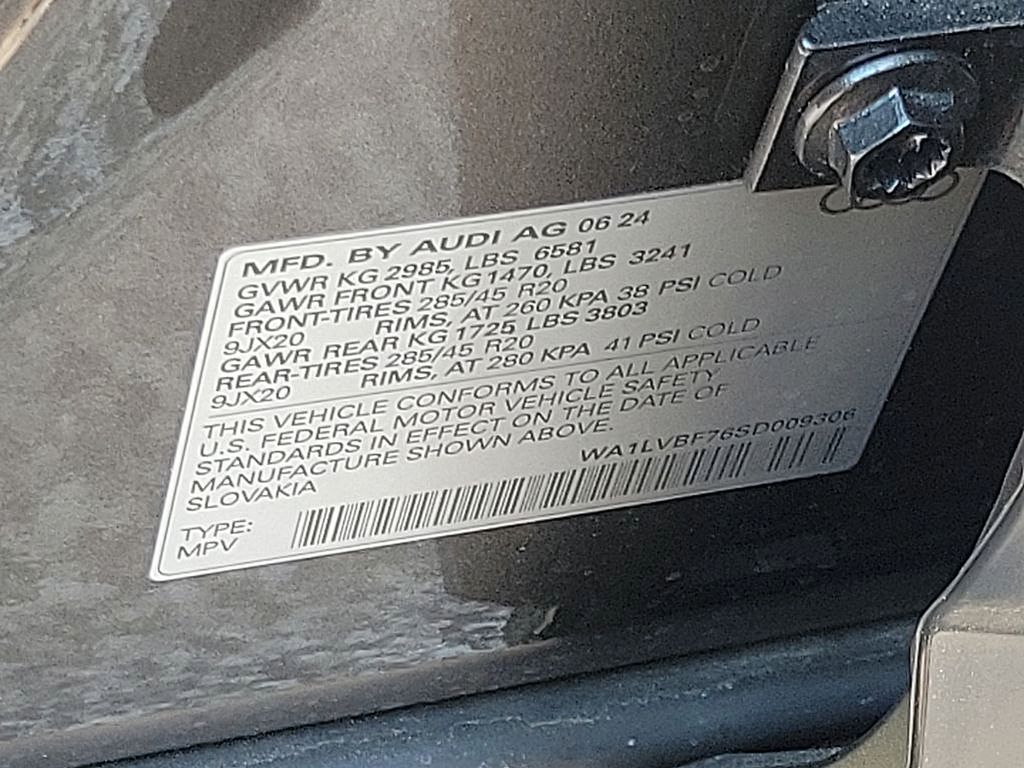 MFD. BY AUDI AG 06 24
GVWR KG 2985, LBS 6581
GAWR FRONT KG 1470, LBS 3241
FRONT-TIRES 285/45 R20
9JX20 RIMS, AT 260 KPA 38 PSI COLD
GAWR REAR KG 1725 LBS 3803
REAR-TIRES 285/45 R20
9JX20 RIMS, AT 280 KPA 41 PSI COLD
THIS VEHICLE CONFORMS TO ALL APPLICABLE
U.S. FEDERAL MOTOR VEHICLE SAFETY
STANDARDS IN EFFECT ON THE DATE OF
MANUFACTURE SHOWN ABOVE.
SLOVAKIA WA1LVBF76SD009306
TYPE:
MPV